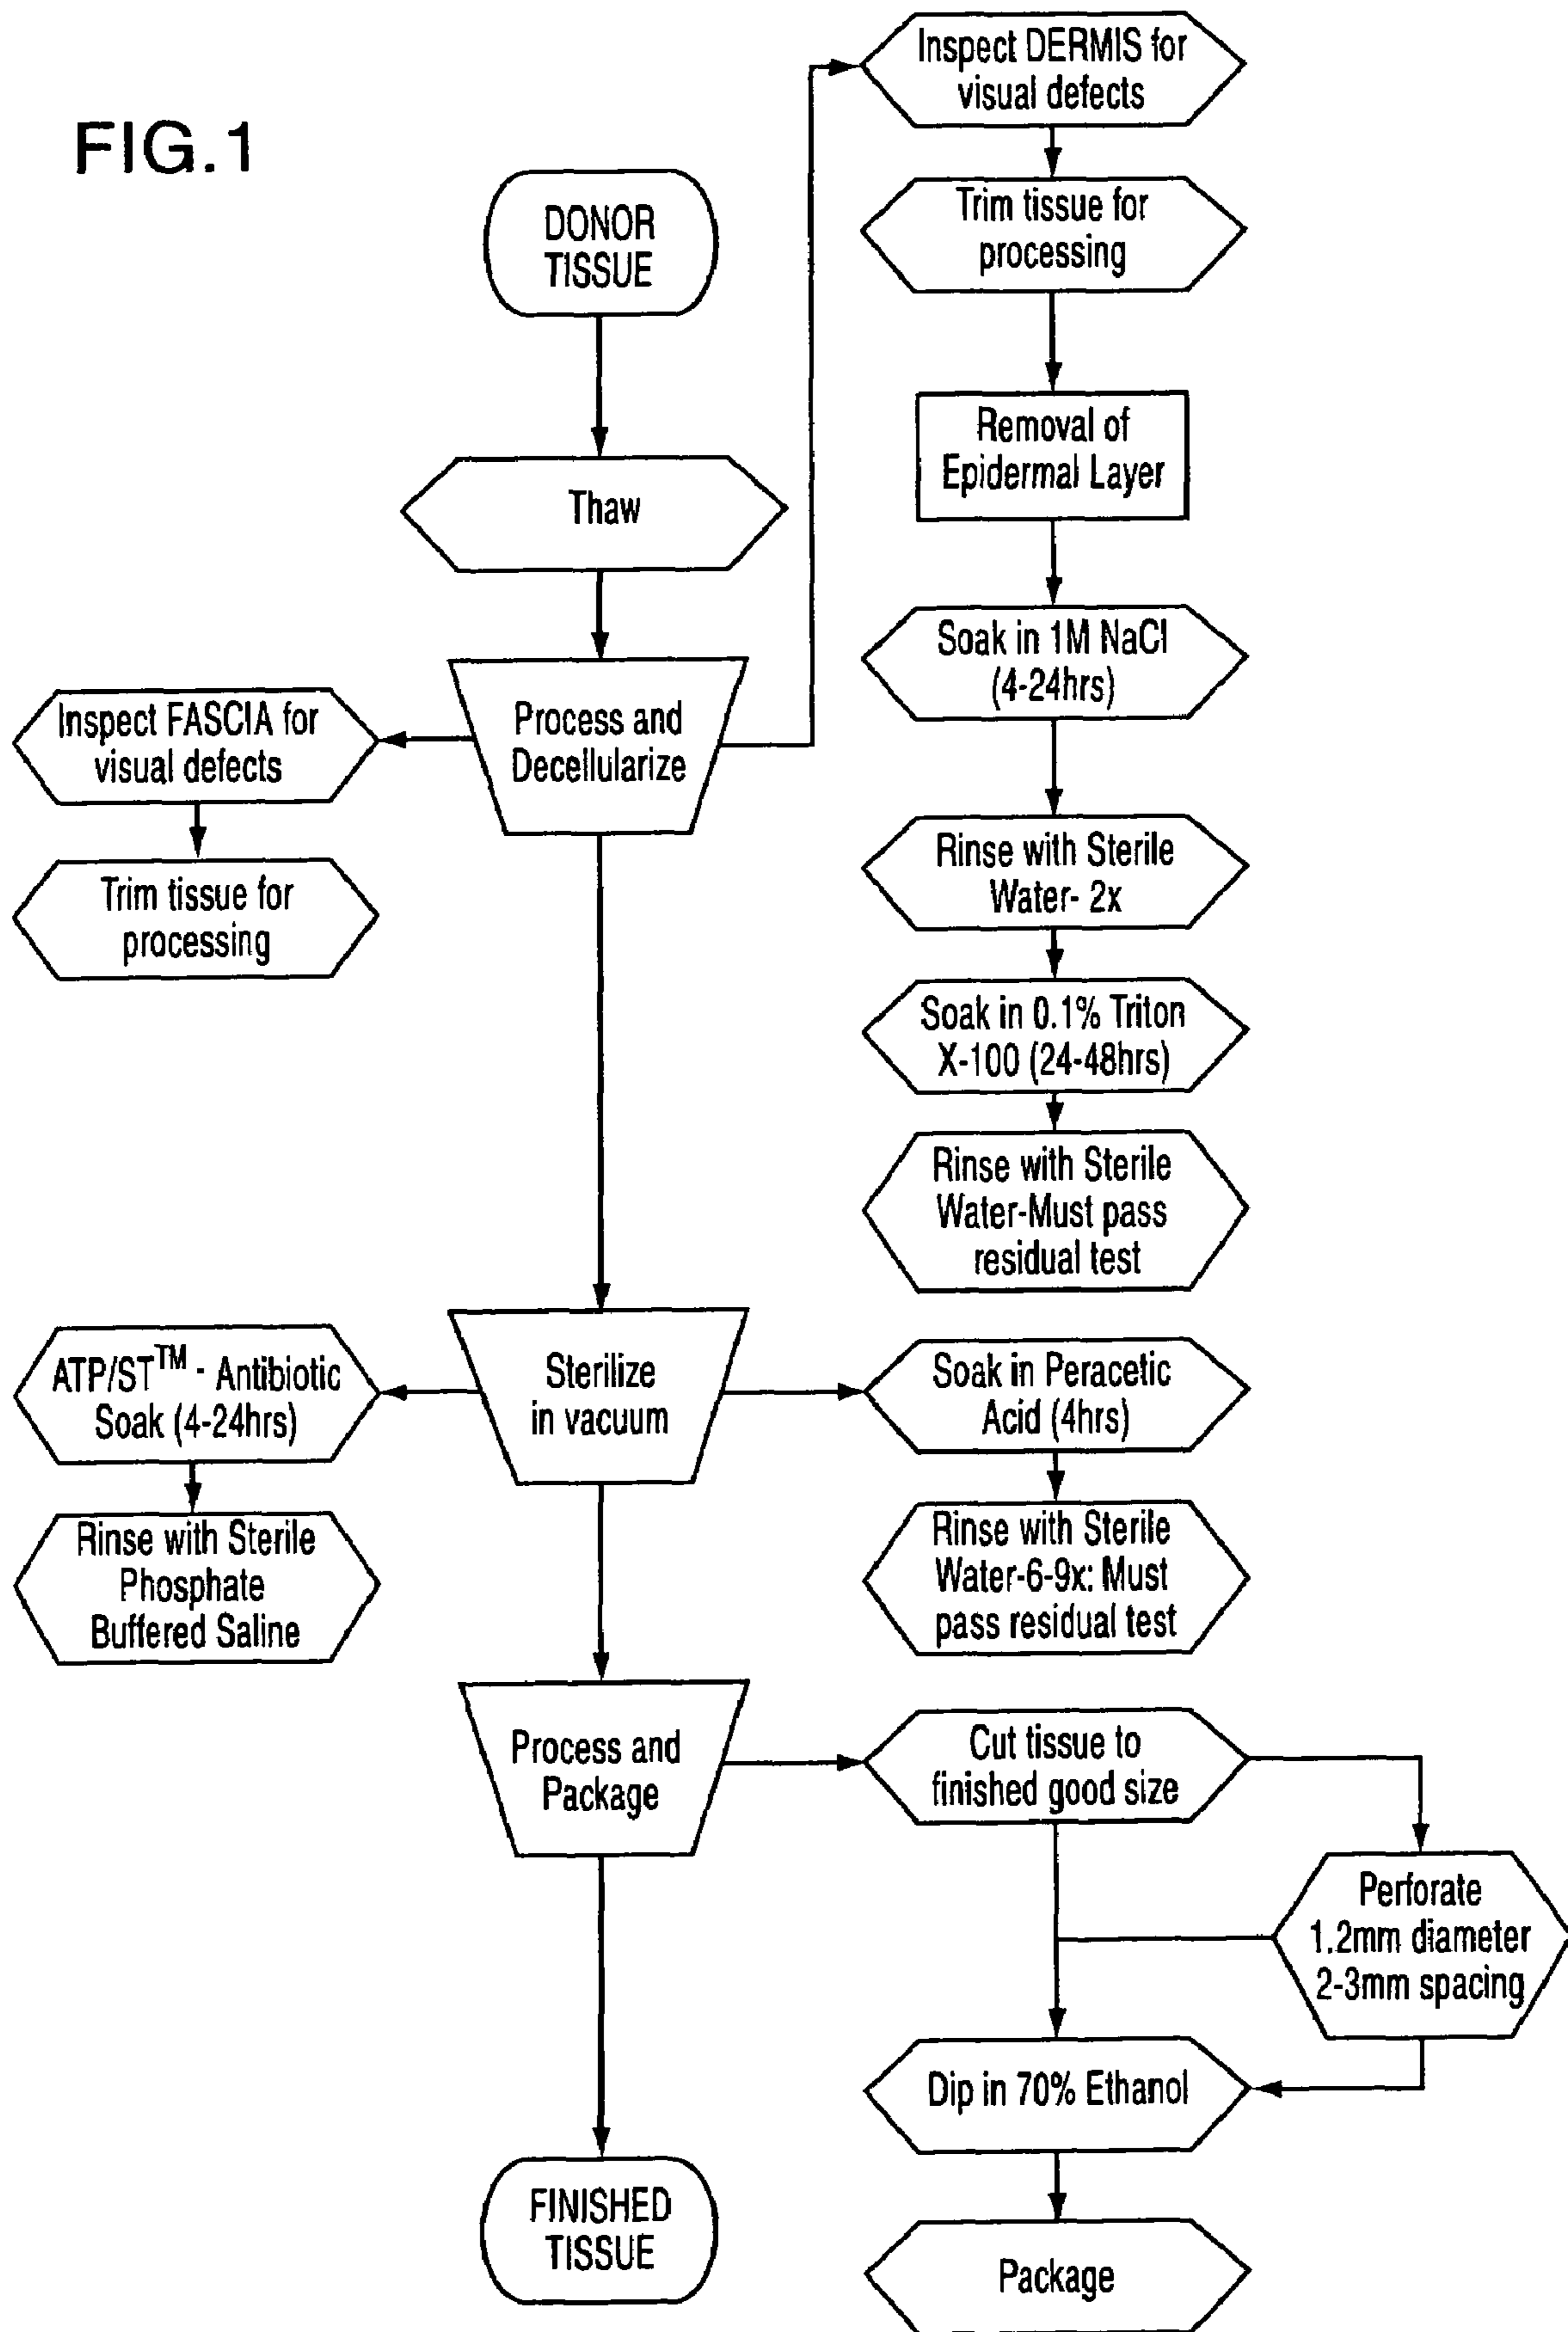 FIG.1
DONOR
TISSUE
Thaw
Process and
Decellularize
Inspect FASCIA for
visual defects
Trim tissue for
processing
Inspect DERMIS for
visual defects
Trim tissue for
processing
Removal of
Epidermal Layer
Soak in 1M NaCl
(4-24hrs)
Rinse with Sterile
Water- 2x
Soak in 0.1% Triton
X-100 (24-48hrs)
Rinse with Sterile
Water-Must pass
residual test
Sterilize
in vacuum
ATP/ST™ - Antibiotic
Soak (4-24hrs)
Rinse with Sterile
Phosphate
Buffered Saline
Soak in Peracetic
Acid (4hrs)
Rinse with Sterile
Water-6-9x: Must
pass residual test
Process and
Package
Cut tissue to
finished good size
Perforate
1.2mm diameter
2-3mm spacing
Dip in 70% Ethanol
Package
FINISHED
TISSUE